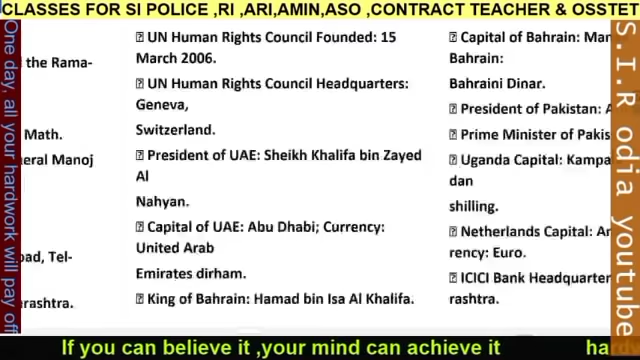 CLASSES FOR SI POLICE ,RI ,ARI,AMIN,ASO ,CONTRACT TEACHER & OSSTET
One day, all your hardwork will pay off
the Rama-
Math.
eral Manoj
ad, Tel-
erashtra.
UN Human Rights Council Founded: 15
March 2006.
UN Human Rights Council Headquarters:
Geneva,
Switzerland.
President of UAE: Sheikh Khalifa bin Zayed
Al
Nahyan.
Capital of UAE: Abu Dhabi; Currency:
United Arab
Emirates dirham.
King of Bahrain: Hamad bin Isa Al Khalifa.
Capital of Bahrain: Man
Bahrain:
Bahraini Dinar.
President of Pakistan: A
Prime Minister of Pakis
Uganda Capital: Kampa
dan
shilling.
Netherlands Capital: Am
rency: Euro.
ICICI Bank Headquarter
rashtra.
S.I.R odia youtube
If you can believe it ,your mind can achieve it
hardw